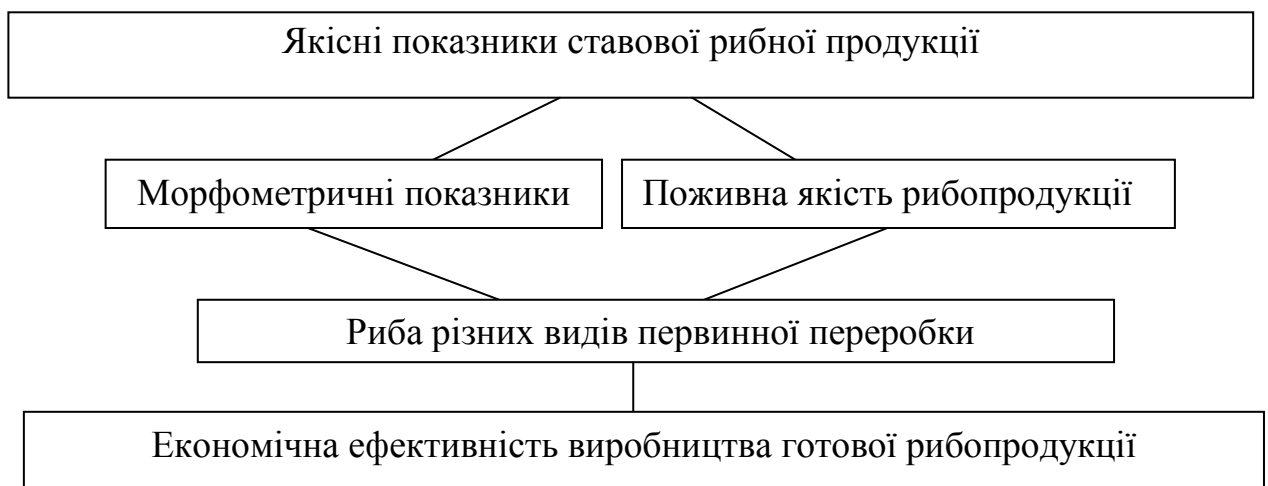 Якісні показники ставової рибної продукції
Морфометричні показники
Поживна якість рибопродукції
Риба різних видів первинної переробки
Економічна ефективність виробництва готової рибопродукції